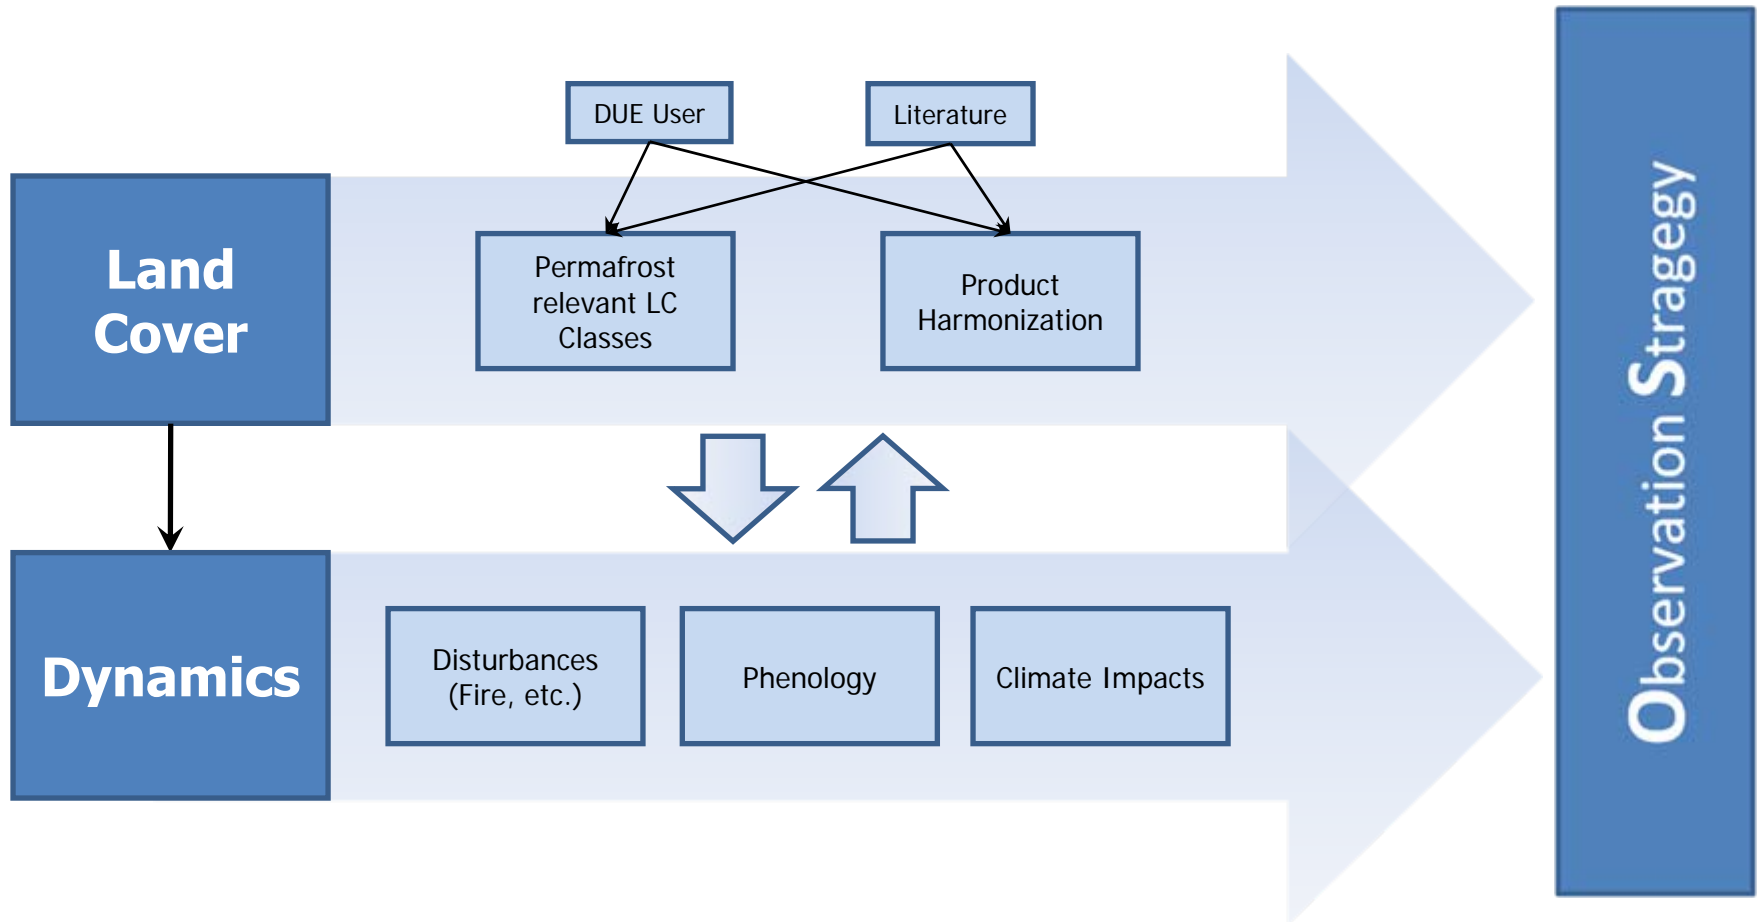 DUE User
Literature
Land
Cover
Permafrost
relevant LC
Classes
Product
Harmonization
Dynamics
Disturbances
(Fire, etc.)
Phenology
Climate Impacts
Observation Stragegy